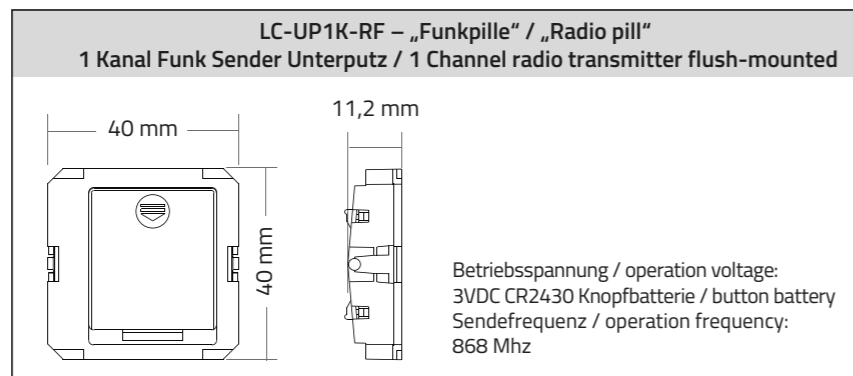 LC-UP1K-RF – „Funkpille“ / „Radio pill“
1 Kanal Funk Sender Unterputz / 1 Channel radio transmitter flush-mounted
11,2 mm
40 mm
40 mm
Betriebsspannung / operation voltage:
3VDC CR2430 Knopfbatterie / button battery
Sendefrequenz / operation frequency:
868 Mhz